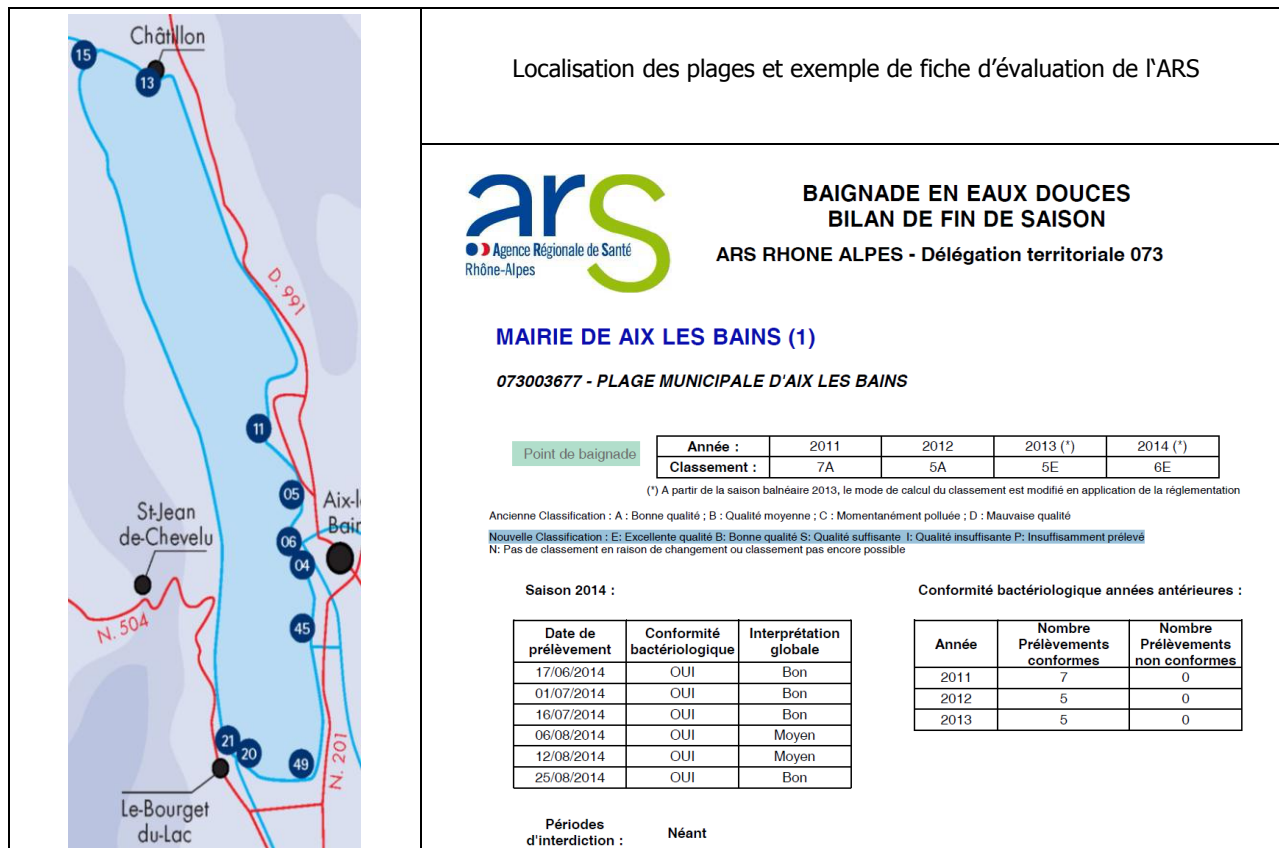 Châtillon
15
13
D. 991
11
05
Aix-l
Bain
St-Jean
de-Chevelu
06
04
N. 504
45
21
20
49
N. 201
Le-Bourget
du-Lac
Localisation des plages et exemple de fiche d'évaluation de l'ARS
ars
Agence Régionale de Santé
Rhône-Alpes
BAIGNADE EN EAUX DOUCES
BILAN DE FIN DE SAISON
ARS RHONE ALPES - Délégation territoriale 073
MAIRIE DE AIX LES BAINS (1)
073003677 - PLAGE MUNICIPALE D'AIX LES BAINS
Point de baignade
Année : 2011 2012 2013 (*) 2014 (*)
Classement : 7A 5A 5E 6E
(*) A partir de la saison balnéaire 2013, le mode de calcul du classement est modifié en application de la réglementation
Ancienne Classification : A : Bonne qualité ; B : Qualité moyenne ; C : Momentanément polluée ; D : Mauvaise qualité
Nouvelle Classification : E: Excellente qualité B: Bonne qualité S: Qualité suffisante I: Qualité insuffisante P: Insuffisamment prélevé
N: Pas de classement en raison de changement ou classement pas encore possible
Saison 2014 :
Date de prélèvement Conformité bactériologique Interprétation globale
17/06/2014 OUI Bon
01/07/2014 OUI Bon
16/07/2014 OUI Bon
06/08/2014 OUI Moyen
12/08/2014 OUI Moyen
25/08/2014 OUI Bon
Conformité bactériologique années antérieures :
Année Nombre Prélèvements conformes Nombre Prélèvements non conformes
2011 7 0
2012 5 0
2013 5 0
Périodes
d'interdiction : Néant